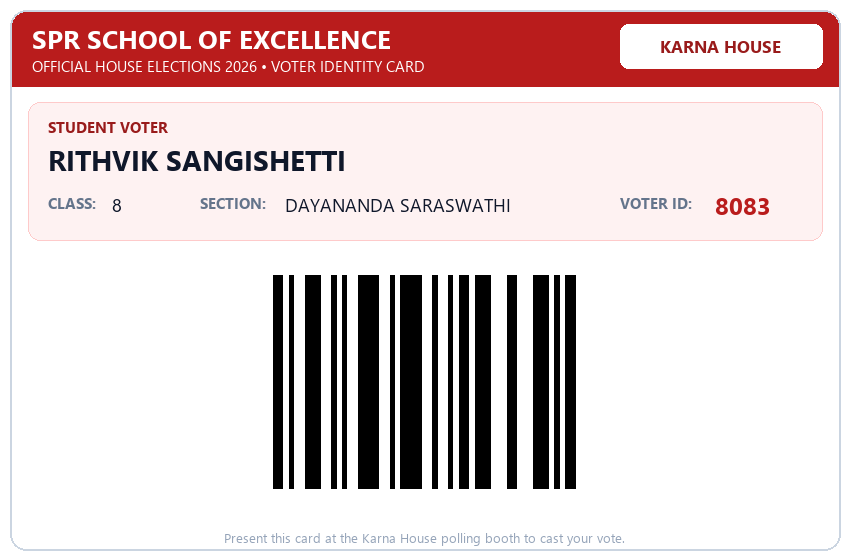 SPR SCHOOL OF EXCELLENCE
OFFICIAL HOUSE ELECTIONS 2026 • VOTER IDENTITY CARD
KARNA HOUSE
STUDENT VOTER
RITHVIK SANGISHETTI
CLASS: 8 SECTION: DAYANANDA SARASWATHI VOTER ID: 8083
Present this card at the Karna House polling booth to cast your vote.